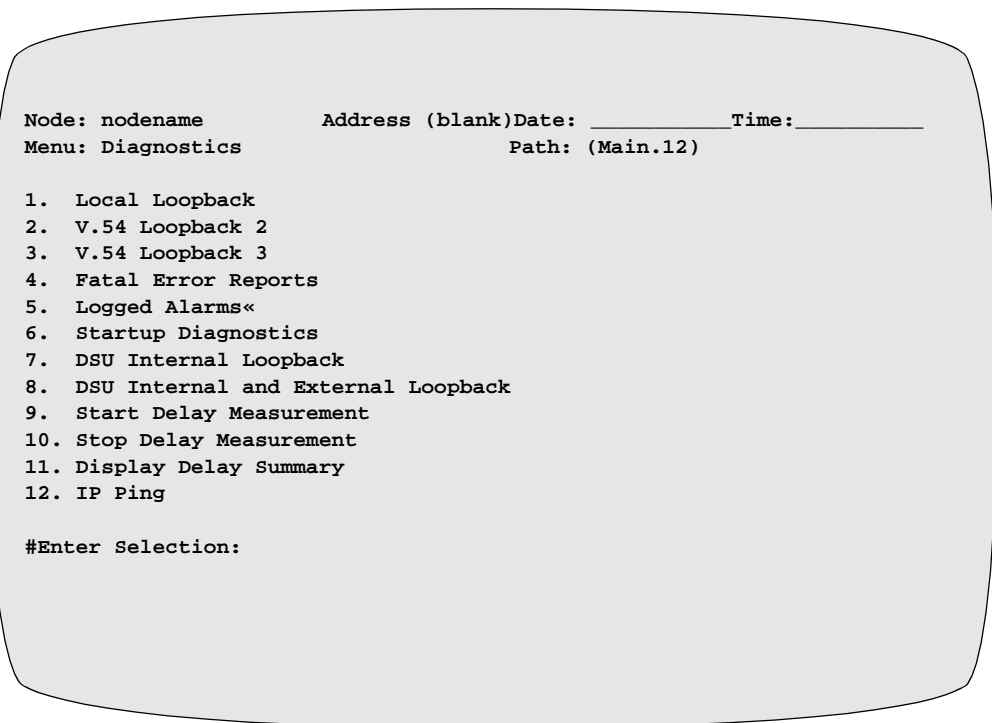 Node: nodename Address (blank)Date: ___________Time:__________
Menu: Diagnostics Path: (Main.12)
1. Local Loopback
2. V.54 Loopback 2
3. V.54 Loopback 3
4. Fatal Error Reports
5. Logged Alarms«
6. Startup Diagnostics
7. DSU Internal Loopback
8. DSU Internal and External Loopback
9. Start Delay Measurement
10. Stop Delay Measurement
11. Display Delay Summary
12. IP Ping
#Enter Selection: